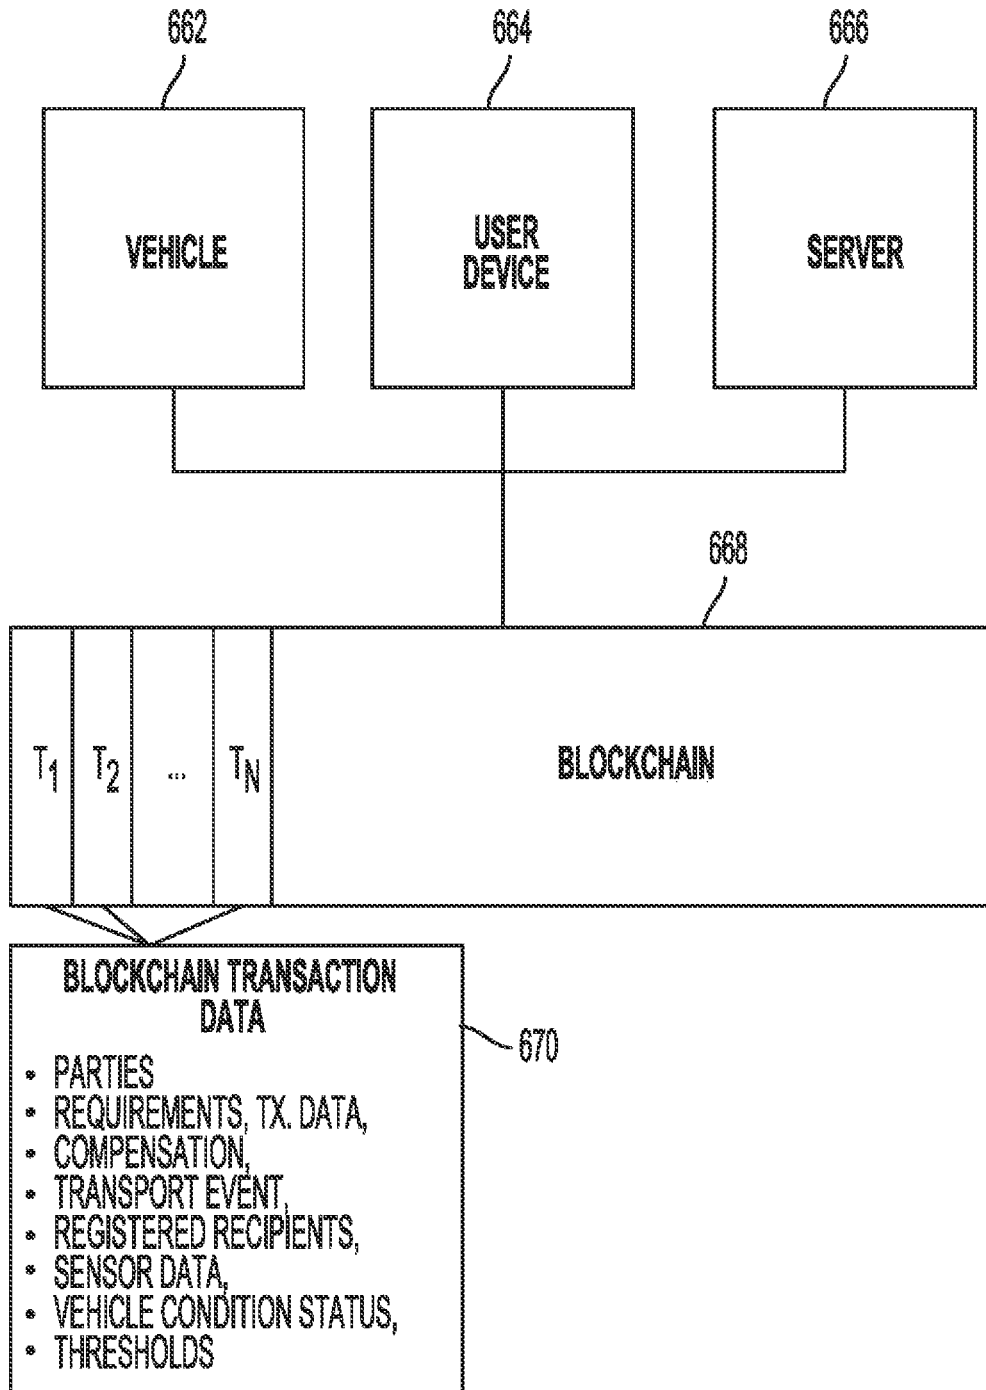 662
664
666
VEHICLE
USER
DEVICE
SERVER
668
T1
T2
...
TN
BLOCKCHAIN
BLOCKCHAIN TRANSACTION
DATA
670
• PARTIES
• REQUIREMENTS, TX. DATA,
• COMPENSATION,
• TRANSPORT EVENT,
• REGISTERED RECIPIENTS,
• SENSOR DATA,
• VEHICLE CONDITION STATUS,
• THRESHOLDS